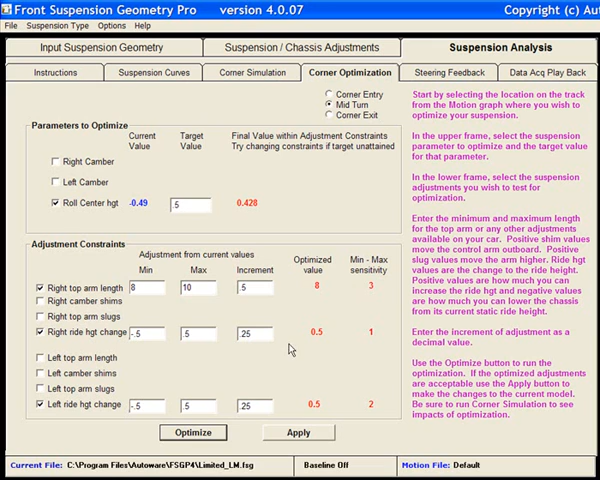 Front Suspension Geometry Pro version 4.0.07 Copyright (c) Au
File Suspension Type Options Help
Input Suspension Geometry Suspension / Chassis Adjustments Suspension Analysis
Instructions Suspension Curves Corner Simulation Corner Optimization Steering Feedback Data Acq Play Back
Corner Entry
Mid Turn
Corner Exit
Parameters to Optimize
Current Value
Target Value
Final Value within Adjustment Constraints
Try changing constraints if target unattained
Right Camber
Left Camber
Roll Center hgt -0.49 .5 0.428
Adjustment Constraints
Adjustment from current values
Min Max Increment
Optimized value
Min - Max sensitivity
Right top arm length 8 10 .5 8 3
Right camber shims
Right top arm slugs
Right ride hgt change -.5 .5 .25 0.5 1
Left top arm length
Left camber shims
Left top arm slugs
Left ride hgt change -.5 .5 .25 0.5 2
Optimize Apply
Start by selecting the location on the track
from the Motion graph where you wish to
optimize your suspension.
In the upper frame, select the suspension
parameter to optimize and the target value
for that parameter.
In the lower frame, select the suspension
adjustments you wish to test for
optimization.
Enter the minimum and maximum length
for the top arm or any other adjustments
available on your car. Positive shim values
move the control arm outboard. Positive
slug values move the arm higher. Ride hgt
values are the change to the ride height.
Positive values are how much you can
increase the ride hgt and negative values
are how much you can lower the chassis
from its current static ride height.
Enter the increment of adjustment as a
decimal value.
Use the Optimize button to run the
optimization. If the optimized adjustments
are acceptable use the Apply button to
make the changes to the current model.
Be sure to run Corner Simulation to see
impacts of optimization.
Current File: C:\Program Files\Autoware\FSGP4\Limited_LM.fsg Baseline Off Motion File: Default